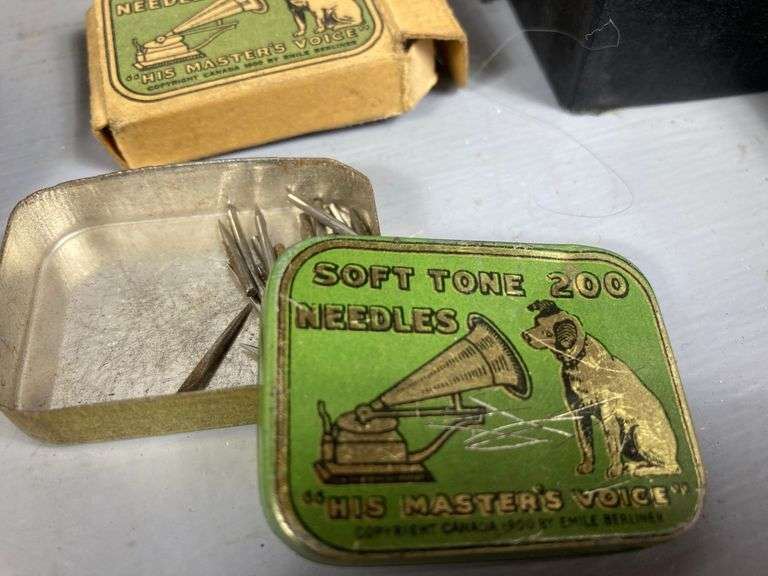 NEEDLES
"HIS MASTER'S VOICE"
COPYRIGHT CANADA 1900 BY EMILE BERLINER
SOFT TONE 200
NEEDLES
"HIS MASTER'S VOICE"
COPYRIGHT CANADA 1900 BY EMILE BERLINER